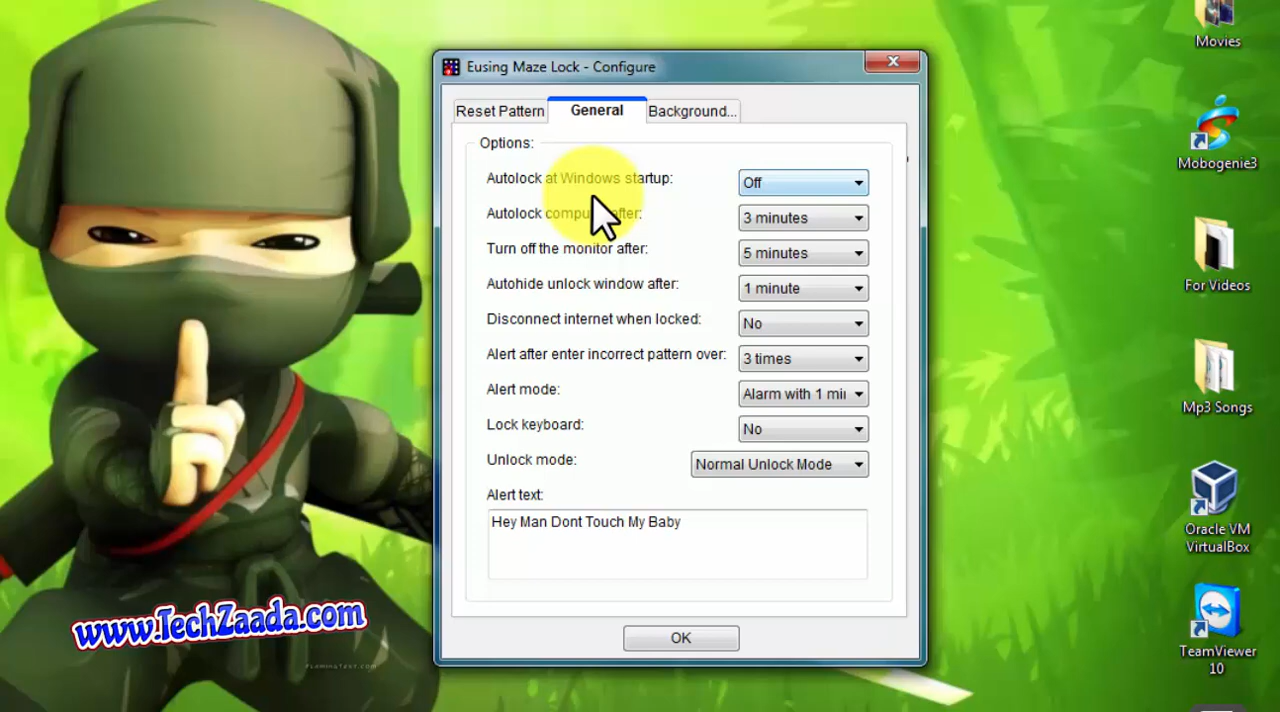 Movies
Eusing Maze Lock - Configure
Reset Pattern
General
Background...
Options:
Autolock at Windows startup:
Off
Autolock after:
3 minutes
Turn off the monitor after:
5 minutes
Autohide unlock window after:
1 minute
Disconnect internet when locked:
No
Alert after enter incorrect pattern over:
3 times
Alert mode:
Alarm with 1 mi
Lock keyboard:
No
Unlock mode:
Normal Unlock Mode
Alert text:
Hey Man Dont Touch My Baby
OK
www.TechZaada.com
Mobogenie3
For Videos
Mp3 Songs
Oracle VM
VirtualBox
TeamViewer
10